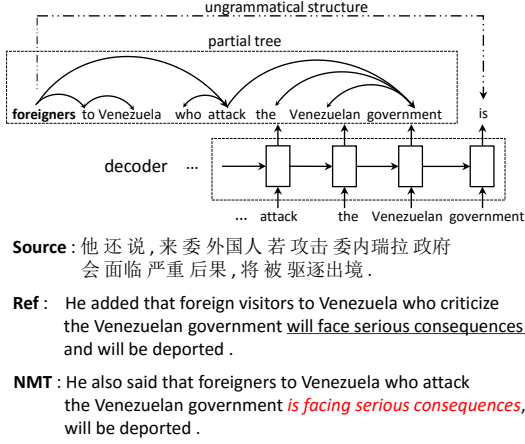 ungrammatical structure
partial tree
foreigners to Venezuela who attack the Venezuelan government is
decoder ...
... attack the Venezuelan government
Source : 他 还 说 , 来 委 外国人 若 攻击 委内瑞拉 政府
会 面临 严重 后果 , 将 被 驱逐出境 .
Ref : He added that foreign visitors to Venezuela who criticize
the Venezuelan government will face serious consequences
and will be deported .
NMT : He also said that foreigners to Venezuela who attack
the Venezuelan government is facing serious consequences,
will be deported .